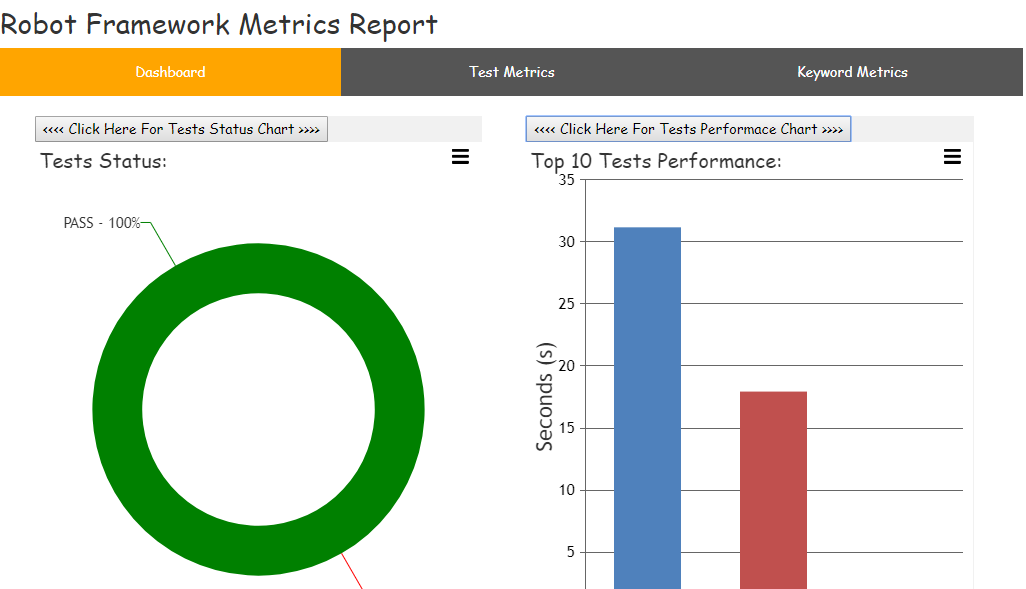 Robot Framework Metrics Report
Dashboard
Test Metrics
Keyword Metrics
<<<< Click Here For Tests Status Chart >>>>
<<<< Click Here For Tests Performace Chart >>>>
Tests Status:
PASS - 100%
Top 10 Tests Performance:
Seconds (s)
35
30
25
20
15
10
5